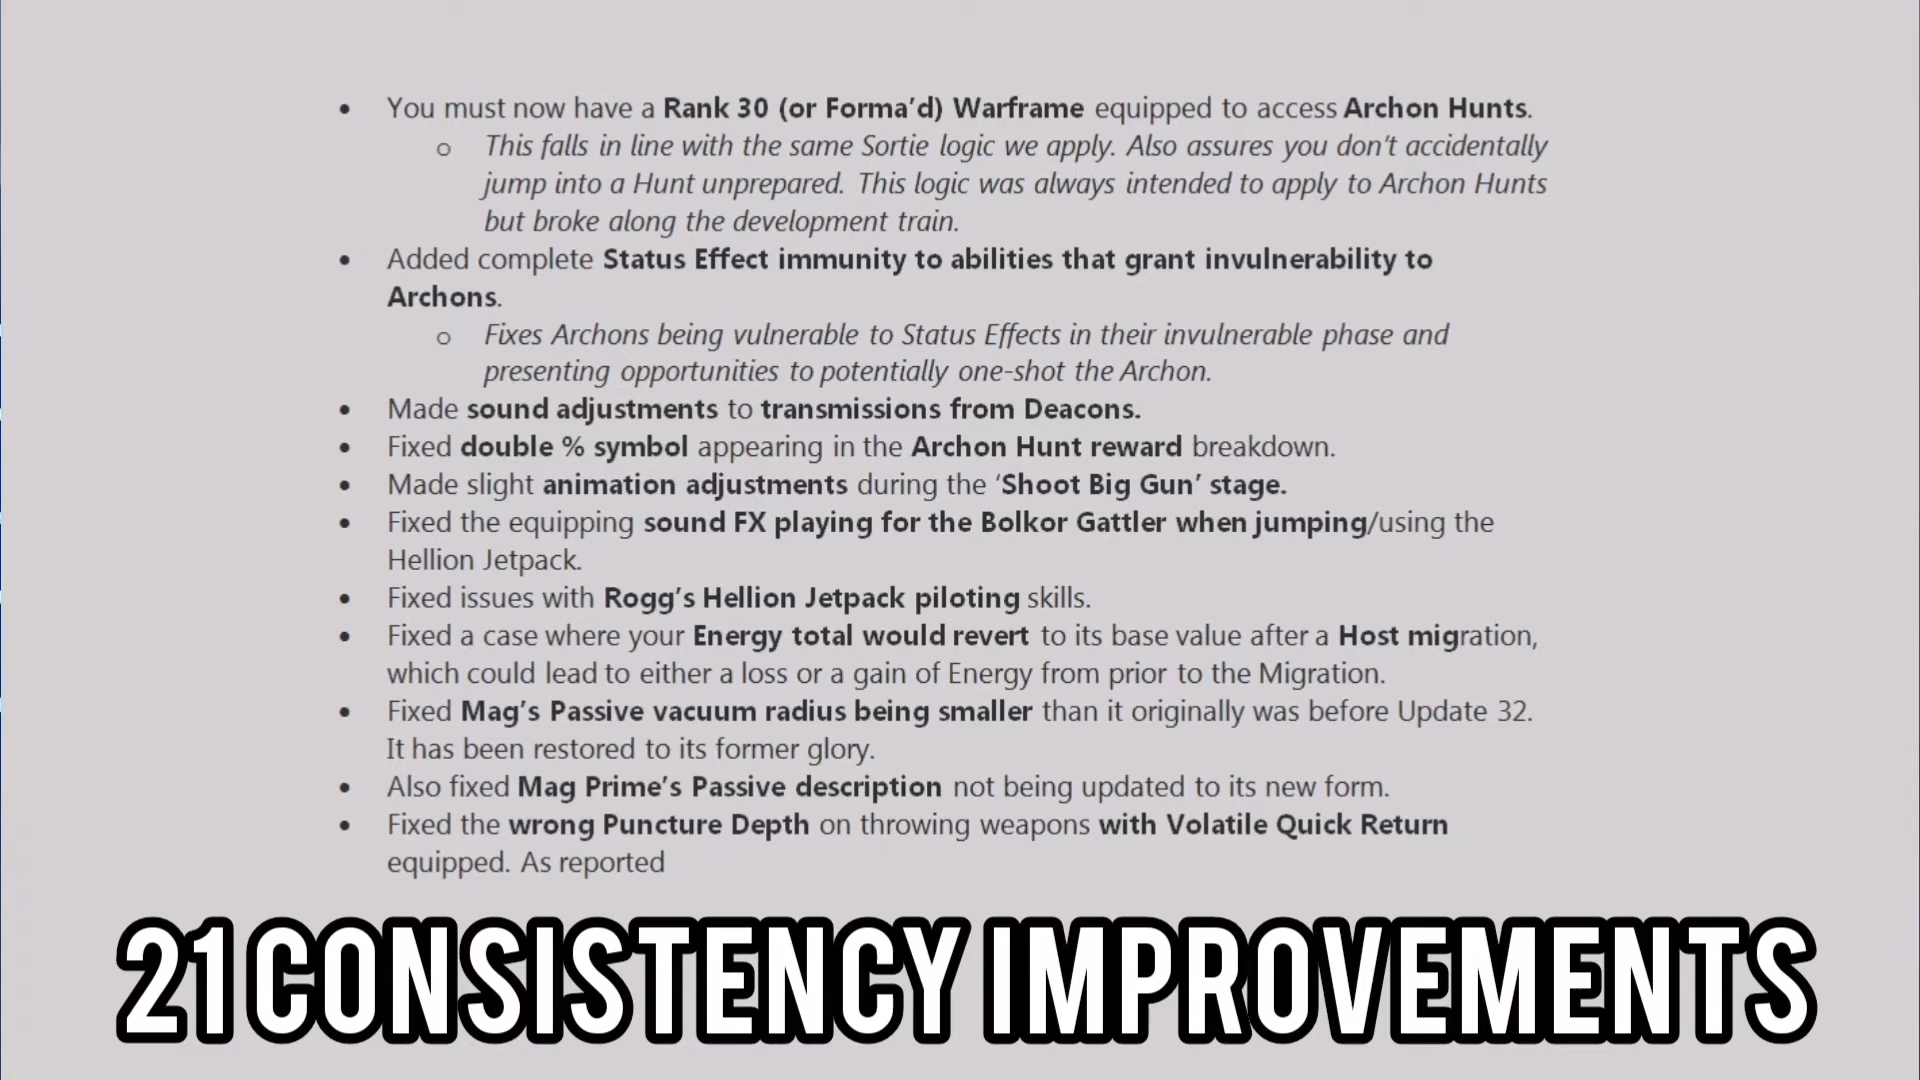 • You must now have a Rank 30 (or Forma’d) Warframe equipped to access Archon Hunts.
o This falls in line with the same Sortie logic we apply. Also assures you don’t accidentally
jump into a Hunt unprepared. This logic was always intended to apply to Archon Hunts
but broke along the development train.
• Added complete Status Effect immunity to abilities that grant invulnerability to
Archons.
o Fixes Archons being vulnerable to Status Effects in their invulnerable phase and
presenting opportunities to potentially one-shot the Archon.
• Made sound adjustments to transmissions from Deacons.
• Fixed double % symbol appearing in the Archon Hunt reward breakdown.
• Made slight animation adjustments during the ‘Shoot Big Gun’ stage.
• Fixed the equipping sound FX playing for the Bolkor Gattler when jumping/using the
Hellion Jetpack.
• Fixed issues with Rogg’s Hellion Jetpack piloting skills.
• Fixed a case where your Energy total would revert to its base value after a Host migration,
which could lead to either a loss or a gain of Energy from prior to the Migration.
• Fixed Mag’s Passive vacuum radius being smaller than it originally was before Update 32.
It has been restored to its former glory.
• Also fixed Mag Prime’s Passive description not being updated to its new form.
• Fixed the wrong Puncture Depth on throwing weapons with Volatile Quick Return
equipped. As reported
21 CONSISTENCY IMPROVEMENTS